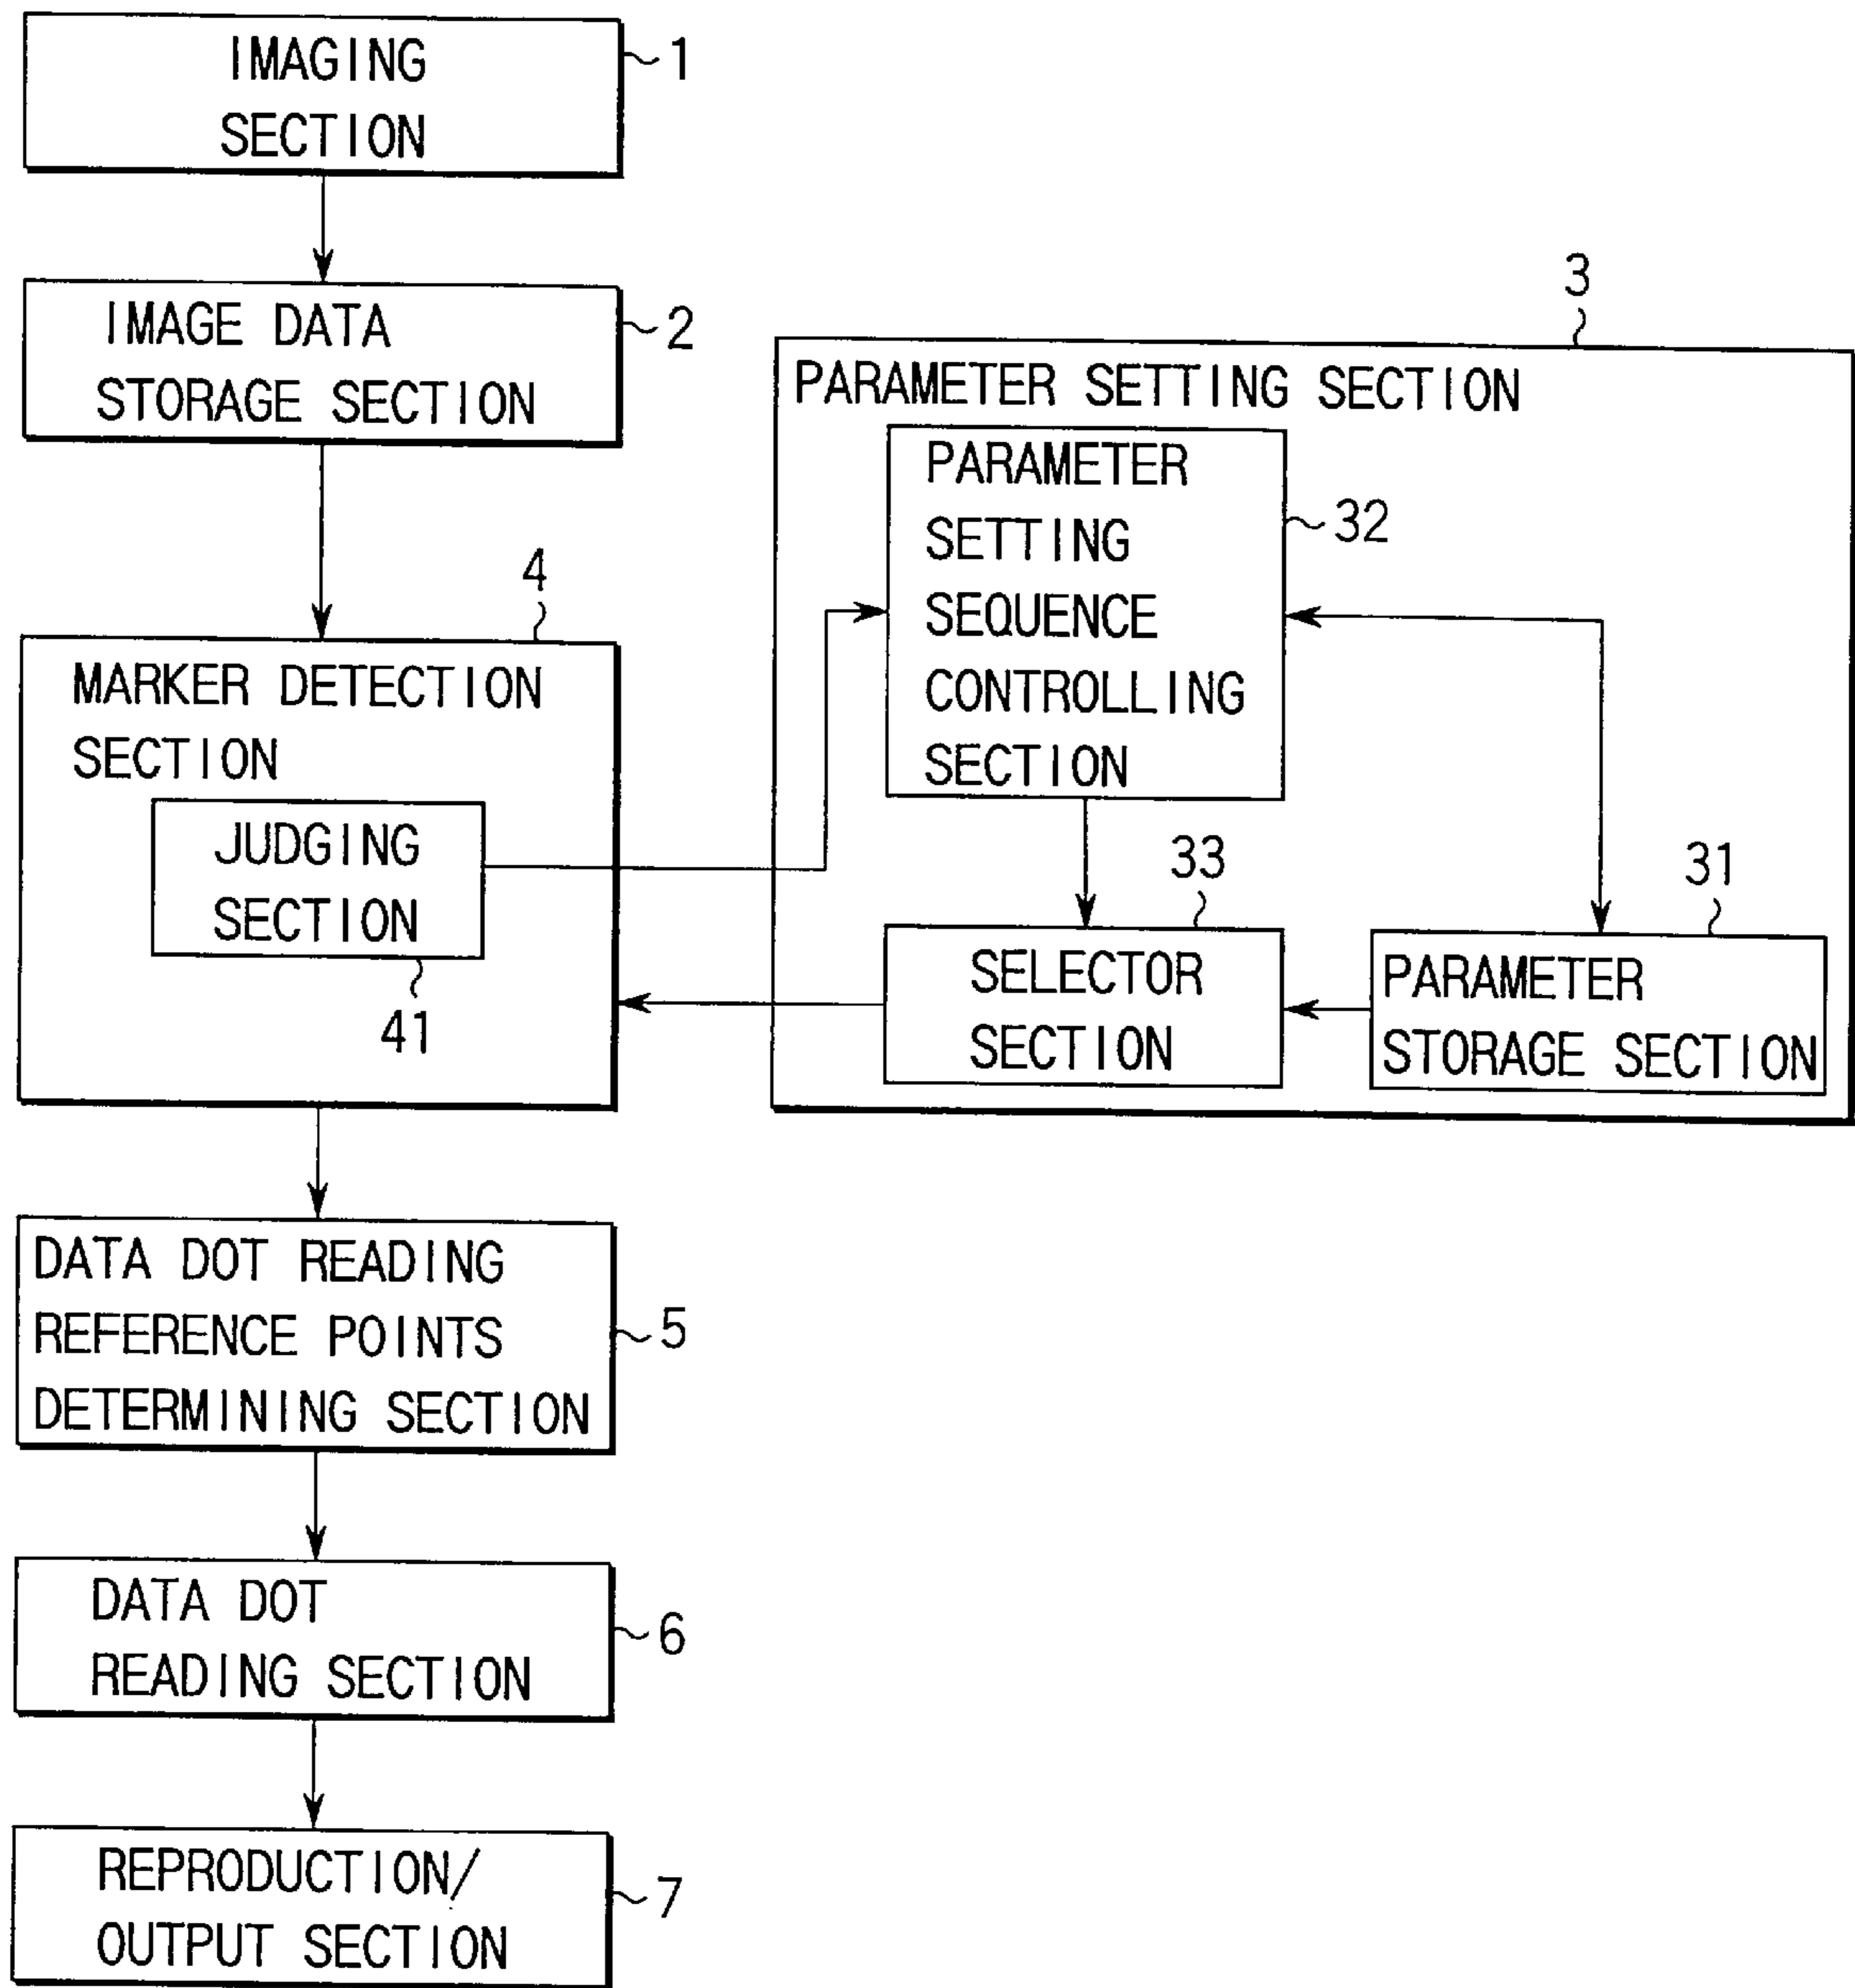 IMAGING
SECTION
1
IMAGE DATA
STORAGE SECTION
2
3
PARAMETER SETTING SECTION
PARAMETER
SETTING
SEQUENCE
CONTROLLING
SECTION
32
4
MARKER DETECTION
SECTION
JUDGING
SECTION
41
33
SELECTOR
SECTION
31
PARAMETER
STORAGE SECTION
DATA DOT READING
REFERENCE POINTS
DETERMINING SECTION
5
DATA DOT
READING SECTION
6
REPRODUCTION/
OUTPUT SECTION
7